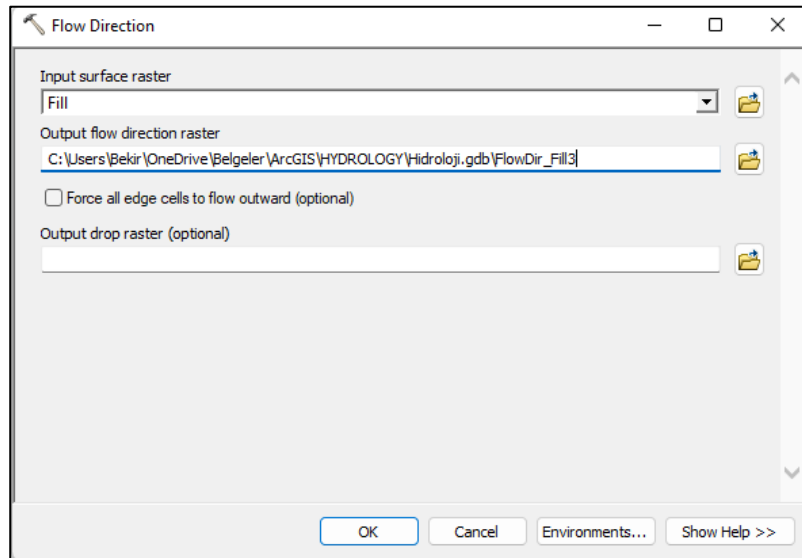 Flow Direction
Input surface raster
Fill
Output flow direction raster
C:\Users\Bekir\OneDrive\Belgeler\ArcGIS\HYDROLOGY\Hidroloji.gdb\FlowDir_Fill3
Force all edge cells to flow outward (optional)
Output drop raster (optional)
OK
Cancel
Environments...
Show Help >>